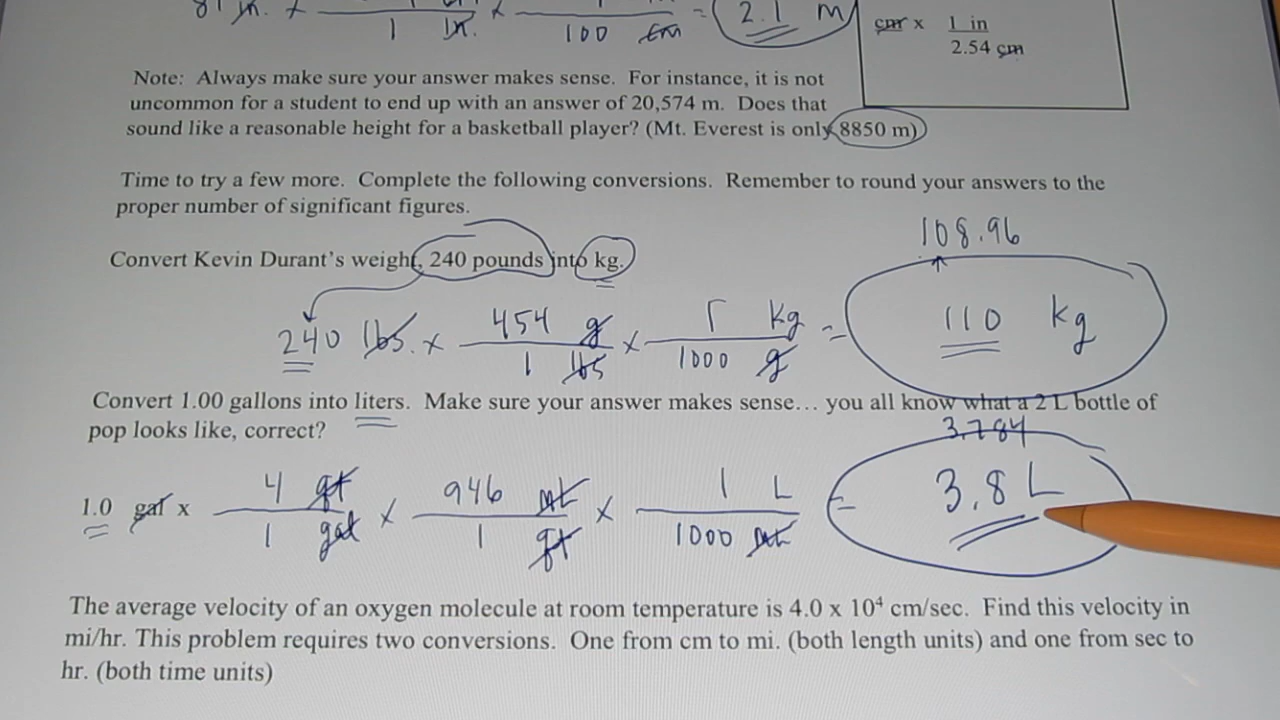 81 in. x ___ x ___ = 2.1 m
1 in. 100 cm
cm x 1 in
2.54 cm
Note: Always make sure your answer makes sense. For instance, it is not
uncommon for a student to end up with an answer of 20,574 m. Does that
sound like a reasonable height for a basketball player? (Mt. Everest is only 8850 m)
Time to try a few more. Complete the following conversions. Remember to round your answers to the
proper number of significant figures.
108.96
Convert Kevin Durant's weight, 240 pounds into kg.
240 lbs. x 454 g x 1 kg = 110 kg
1 lbs 1000 g
Convert 1.00 gallons into liters. Make sure your answer makes sense... you all know what a 2 L bottle of
pop looks like, correct?
3.784
1.0 gal x 4 qt x 946 mL x 1 L = 3.8 L
1 gal 1 qt 1000 mL
The average velocity of an oxygen molecule at room temperature is 4.0 x 10⁴ cm/sec. Find this velocity in
mi/hr. This problem requires two conversions. One from cm to mi. (both length units) and one from sec to
hr. (both time units)